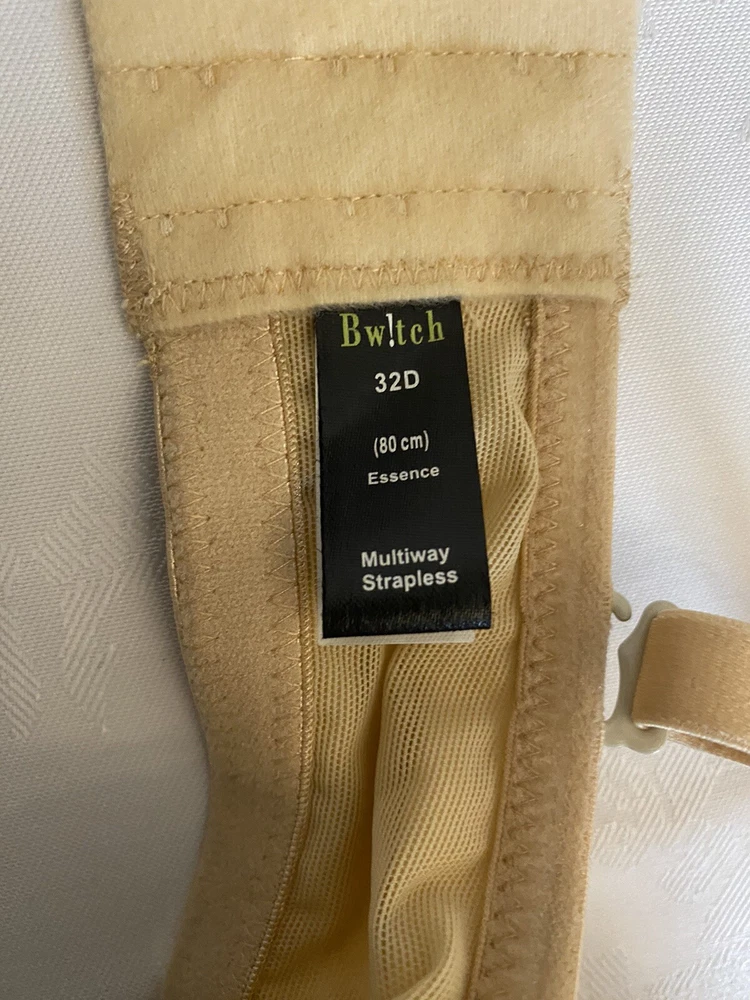 Bw!tch
32D
(80 cm)
Essence
Multiway
Strapless